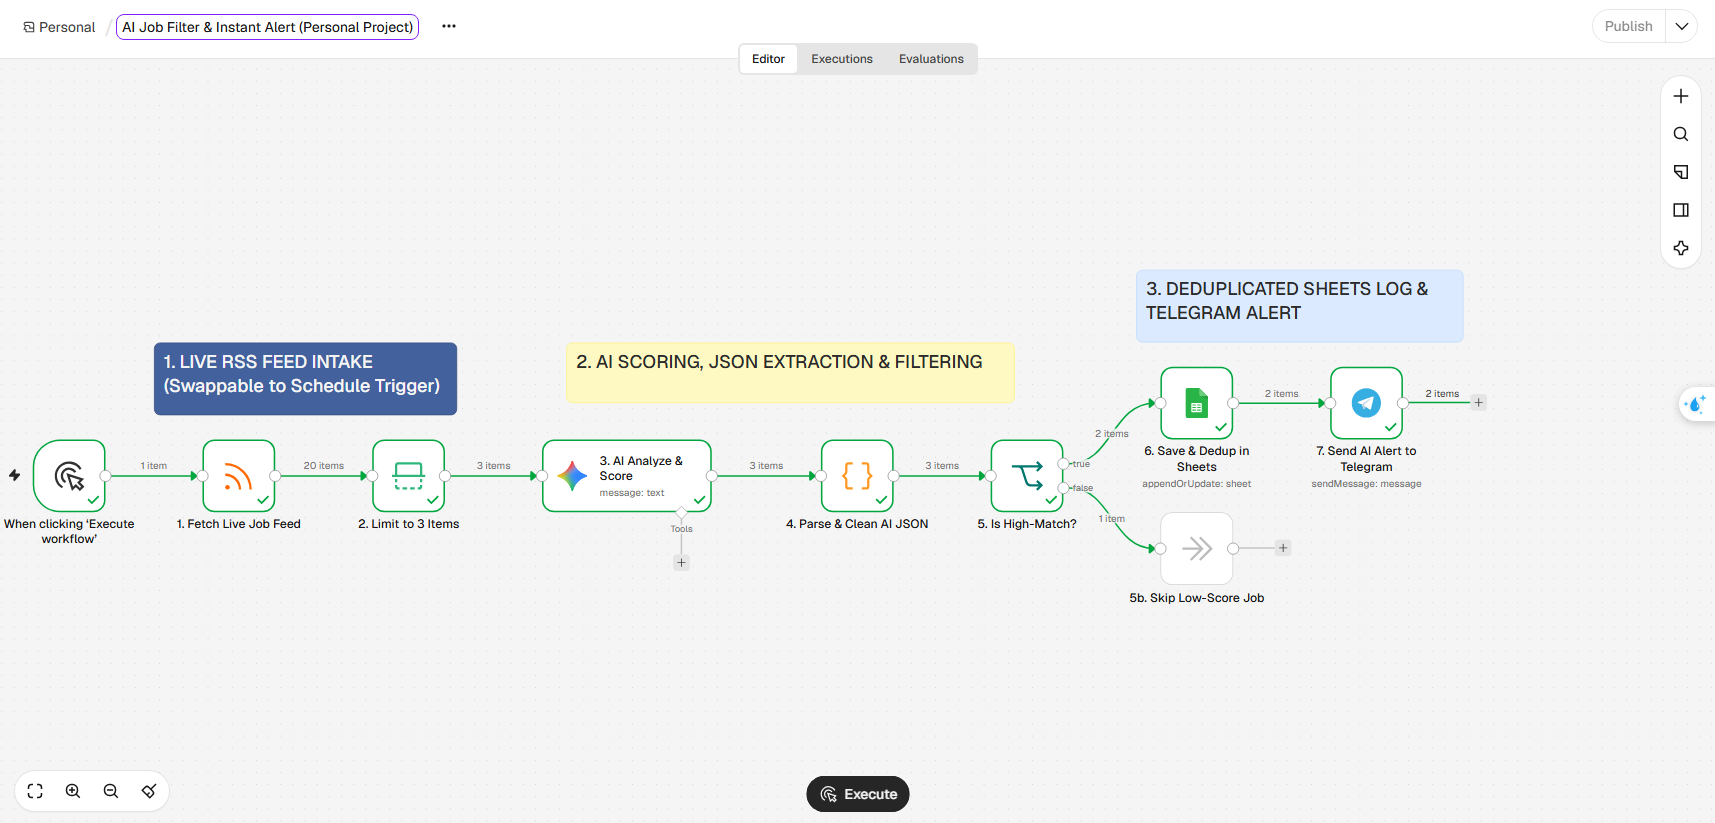 Personal
/
AI Job Filter & Instant Alert (Personal Project)
Publish
Editor
Executions
Evaluations
3. DEDUPLICATED SHEETS LOG &
TELEGRAM ALERT
1. LIVE RSS FEED INTAKE
(Swappable to Schedule Trigger)
2. AI SCORING, JSON EXTRACTION & FILTERING
When clicking ‘Execute
workflow’
1 item
1. Fetch Live Job Feed
20 items
2. Limit to 3 Items
3 items
3. AI Analyze &
Score
message: text
Tools
3 items
4. Parse & Clean AI JSON
3 items
5. Is High-Match?
true
false
2 items
1 item
6. Save & Dedup in
Sheets
appendOrUpdate: sheet
2 items
7. Send AI Alert to
Telegram
sendMessage: message
2 items
5b. Skip Low-Score Job
Execute